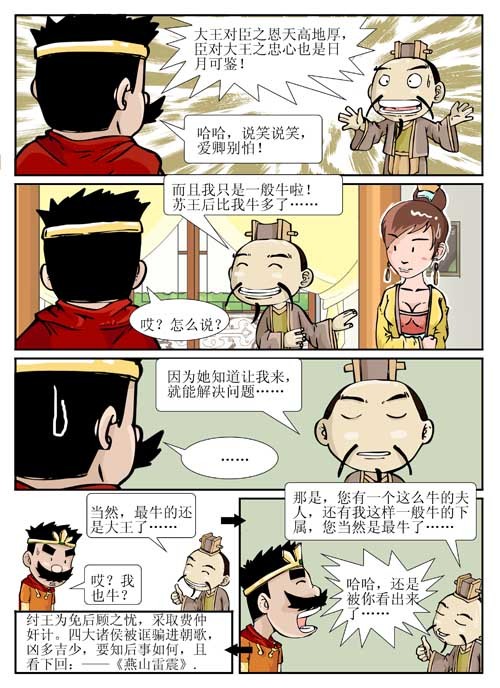 大王对臣之恩天高地厚，
臣对大王之忠心也是日
月可鉴！
哈哈，说笑说笑，
爱卿别怕！
而且我只是一般牛啦！
苏王后比我牛多了……
哎？怎么说？
因为她知道让我来，
就能解决问题……
……
当然，最牛的还
是大王了……
哎？我
也牛？
那是，您有一个这么牛的夫
人，还有我这样一般牛的下
属，您当然是最牛了……
哈哈，还是
被你看出来
了……
纣王为免后顾之忧，采取费仲
奸计。四大诸侯被诓骗进朝歌，
凶多吉少，要知后事如何，且
看下回：——《燕山雷震》.